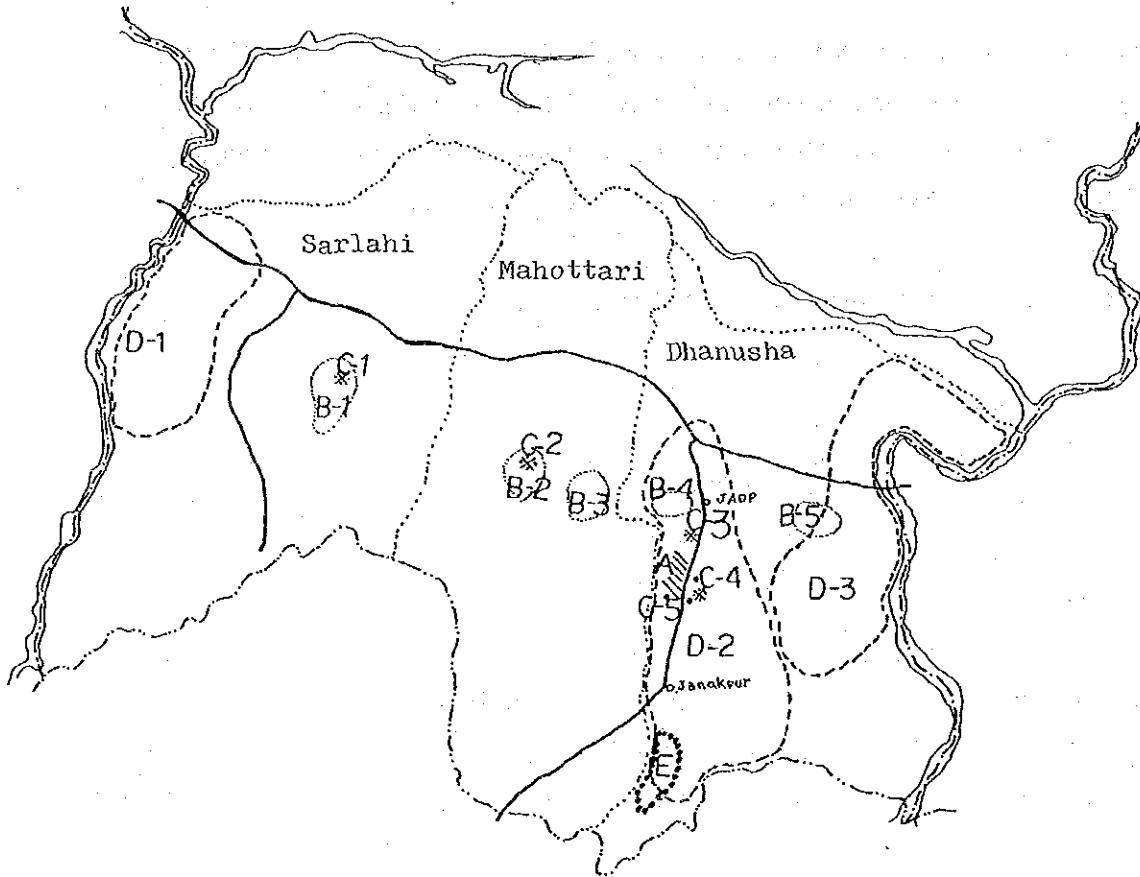 Sarlahi
Mahottari
Dhanusha
D-1
C-1
B-1
C-2
B-2
B-3
B-4
JADP
C-3
B-5
A
C-4
C-5
D-3
D-2
Janakpur
E